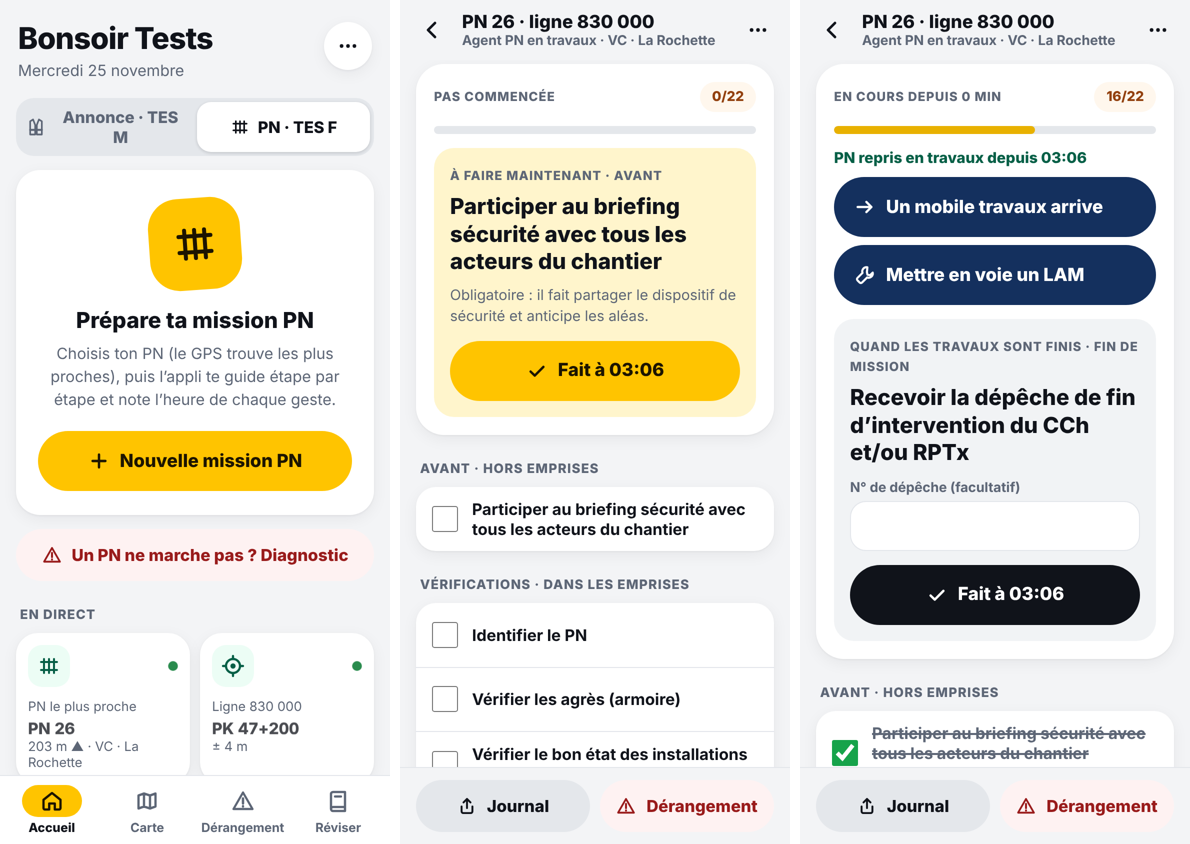 Bonsoir Tests
Mercredi 25 novembre
Annonce · TES
M
PN · TES F
Prépare ta mission PN
Choisis ton PN (le GPS trouve les plus
proches), puis l’appli te guide étape par
étape et note l’heure de chaque geste.
Nouvelle mission PN
Un PN ne marche pas ? Diagnostic
EN DIRECT
PN le plus proche
PN 26
203 m ▲ · VC · La
Rochette
Ligne 830 000
PK 47+200
± 4 m
Accueil
Carte
Dérangement
Réviser
PN 26 · ligne 830 000
Agent PN en travaux · VC · La Rochette
PAS COMMENCÉE
0/22
À FAIRE MAINTENANT · AVANT
Participer au briefing
sécurité avec tous les
acteurs du chantier
Obligatoire : il fait partager le dispositif de
sécurité et anticipe les aléas.
Fait à 03:06
AVANT · HORS EMPRISES
Participer au briefing sécurité avec
tous les acteurs du chantier
VÉRIFICATIONS · DANS LES EMPRISES
Identifier le PN
Vérifier les agrès (armoire)
Vérifier le bon état des installations
Journal
Dérangement
PN 26 · ligne 830 000
Agent PN en travaux · VC · La Rochette
EN COURS DEPUIS 0 MIN
16/22
PN repris en travaux depuis 03:06
Un mobile travaux arrive
Mettre en voie un LAM
QUAND LES TRAVAUX SONT FINIS · FIN DE
MISSION
Recevoir la dépêche de fin
d’intervention du CCh
et/ou RPTx
N° de dépêche (facultatif)
Fait à 03:06
AVANT · HORS EMPRISES
Participer au briefing sécurité avec
tous les acteurs du chantier
Journal
Dérangement